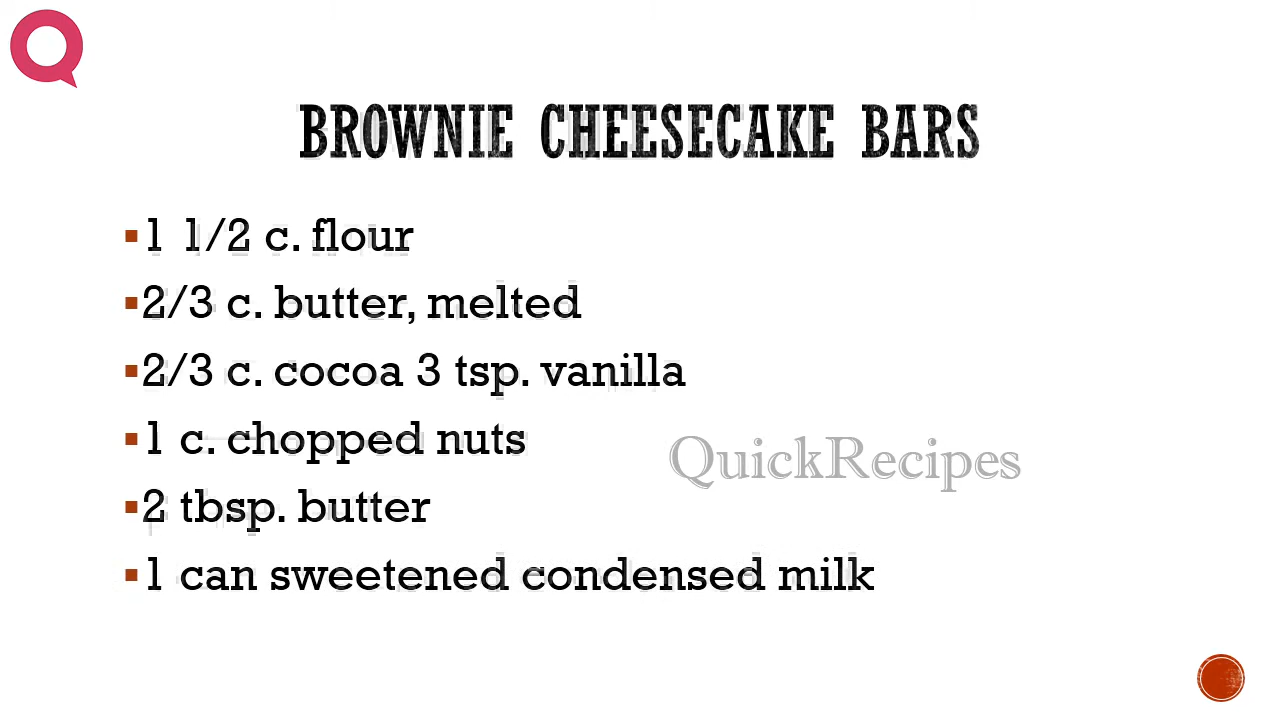 BROWNIE CHEESECAKE BARS
1 1/2 c. flour
2/3 c. butter, melted
2/3 c. cocoa 3 tsp. vanilla
1 c. chopped nuts
QuickRecipes
2 tbsp. butter
1 can sweetened condensed milk